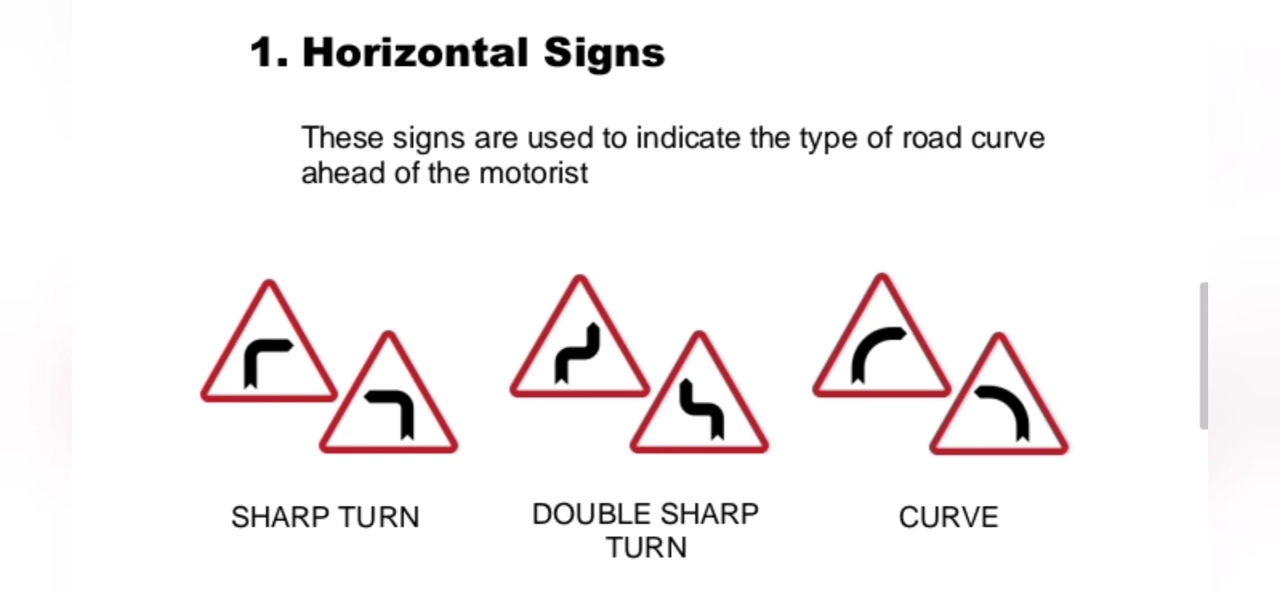 1. Horizontal Signs
These signs are used to indicate the type of road curve
ahead of the motorist
SHARP TURN
DOUBLE SHARP
TURN
CURVE